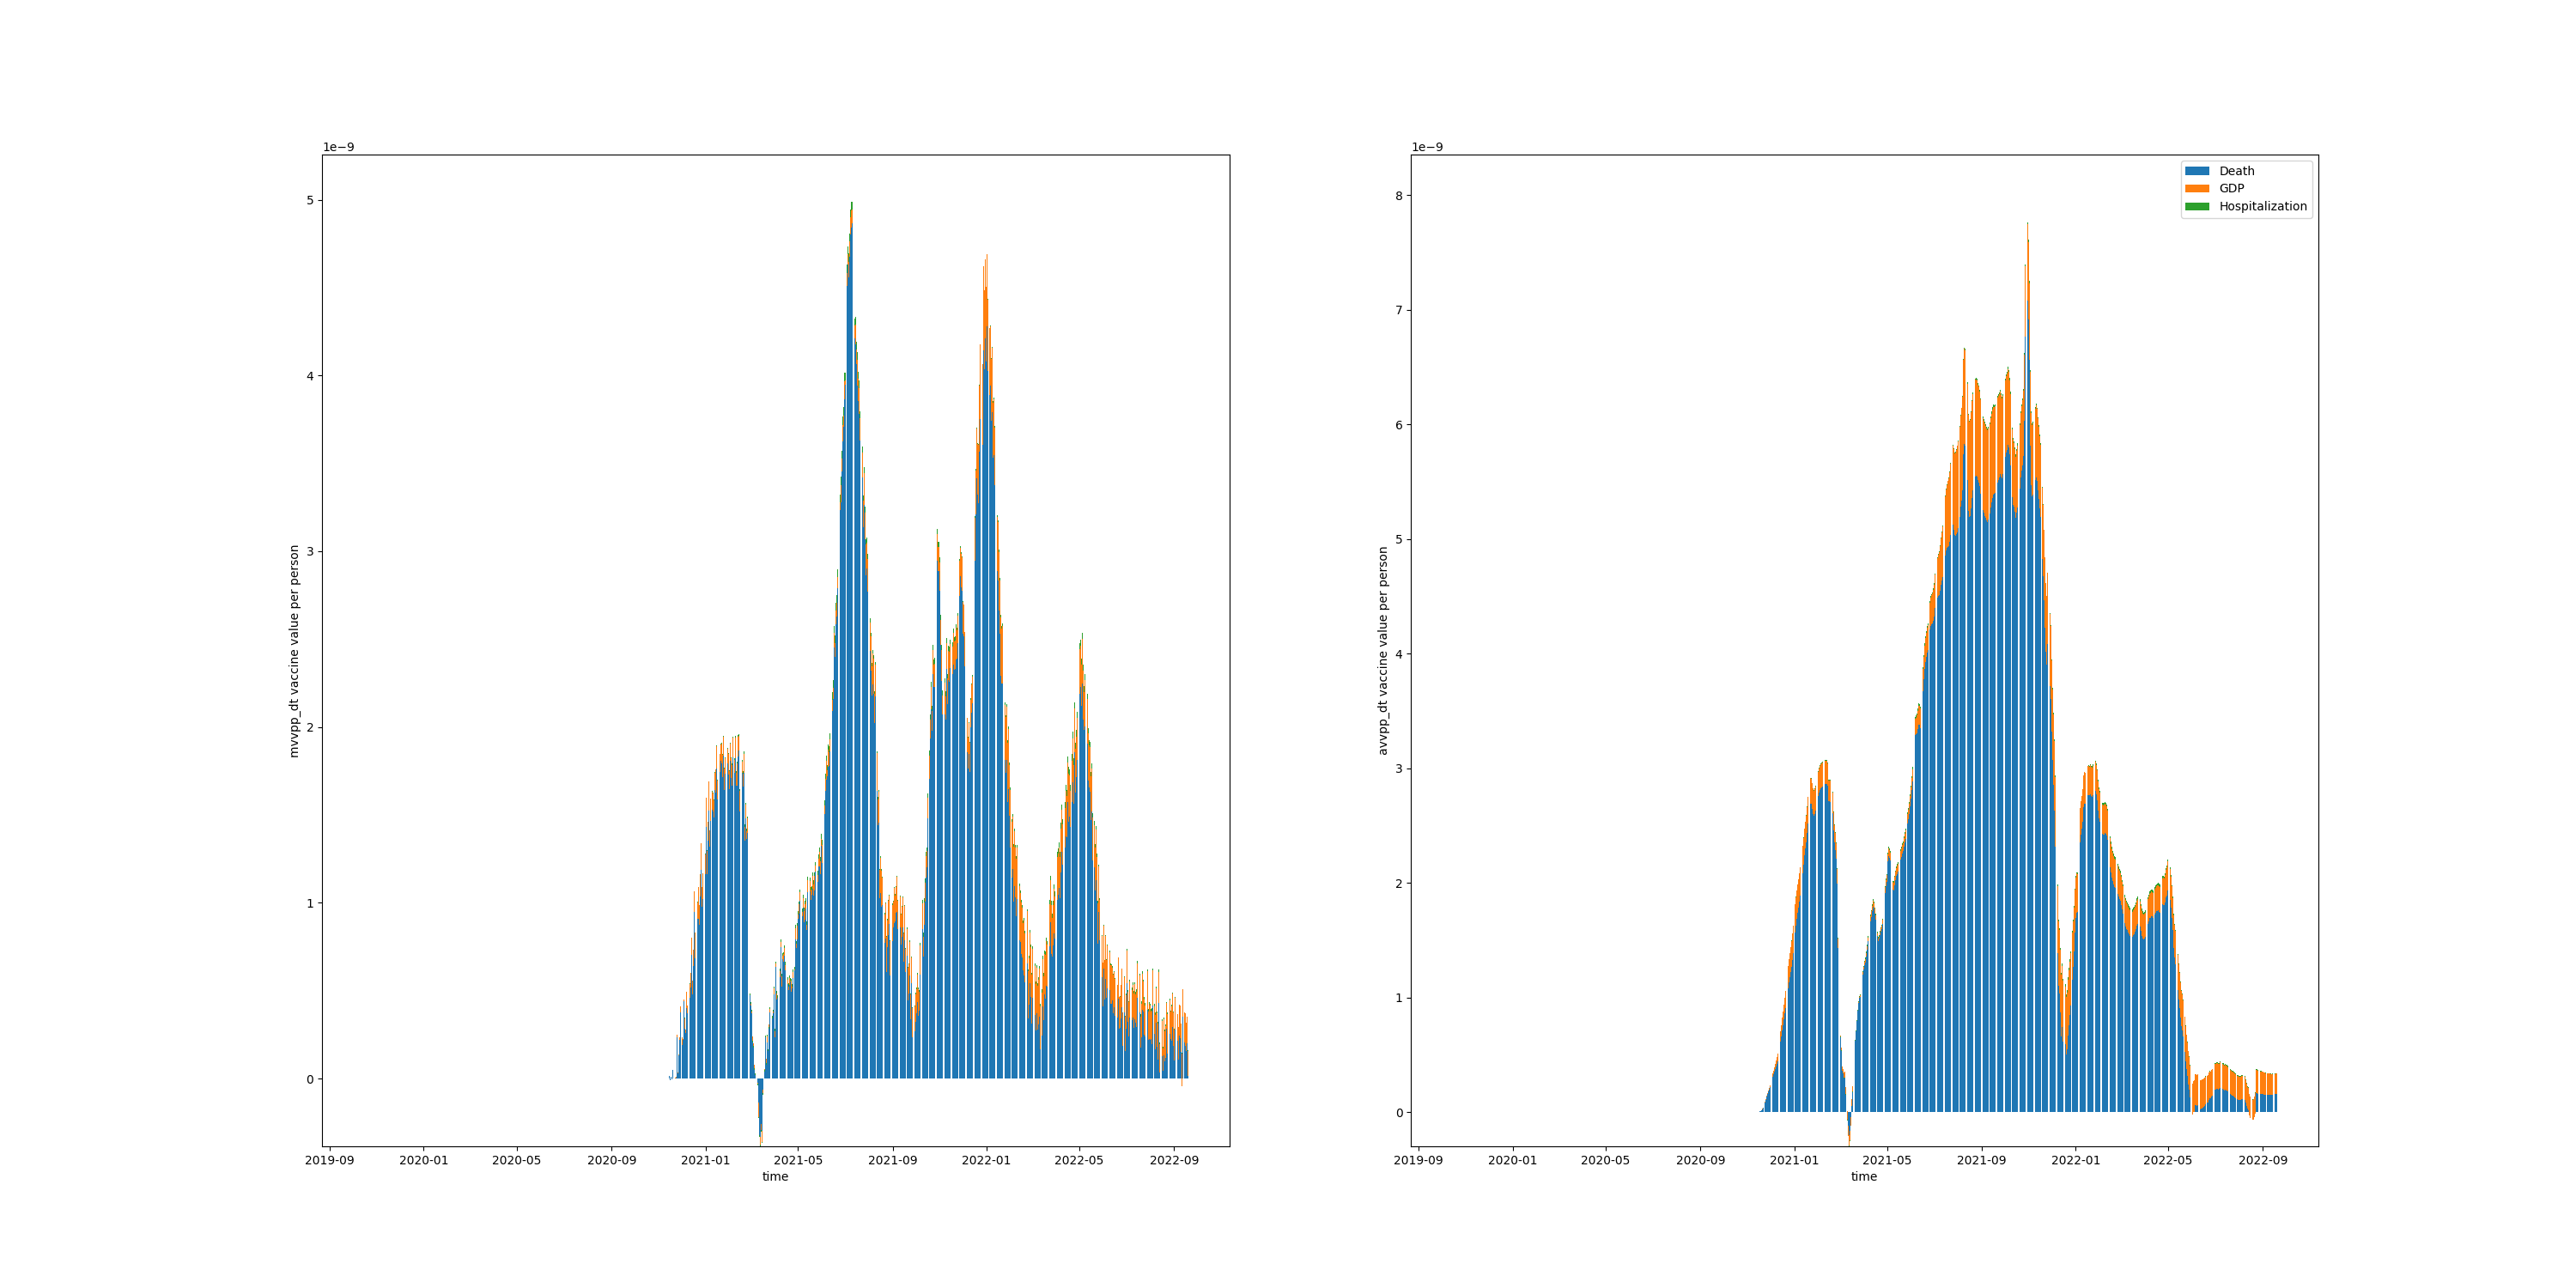 1e−9
5
4
3
2
1
0
mvvpp_dt vaccine value per person
2019-09 2020-01 2020-05 2020-09 2021-01 2021-05 2021-09 2022-01 2022-05 2022-09
time
1e−9
8
7
6
5
4
3
2
1
0
avvpp_dt vaccine value per person
2019-09 2020-01 2020-05 2020-09 2021-01 2021-05 2021-09 2022-01 2022-05 2022-09
time
Death
GDP
Hospitalization